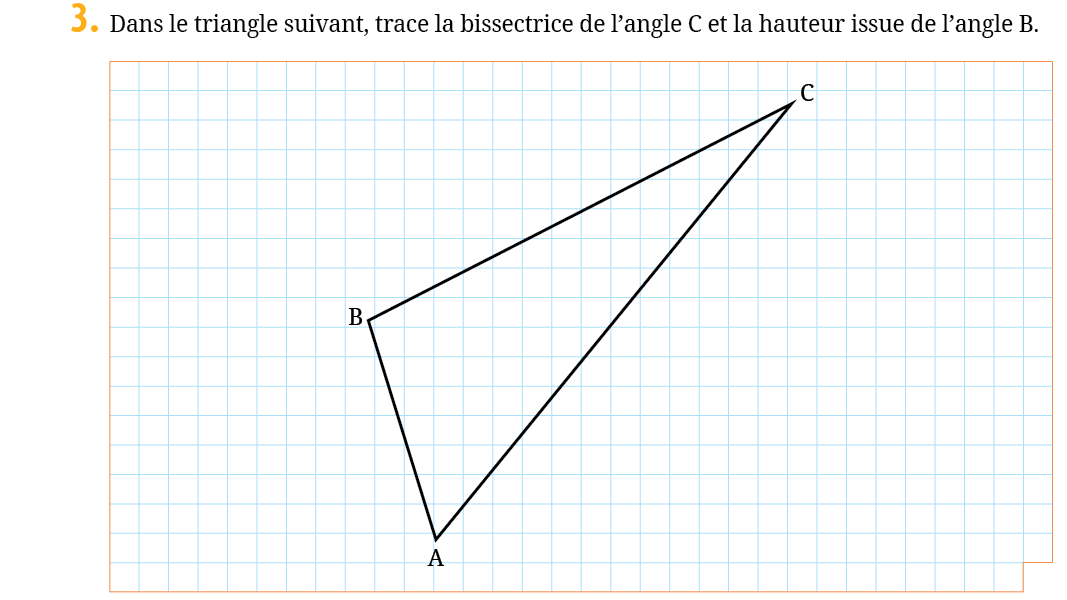 3. Dans le triangle suivant, trace la bissectrice de l’angle C et la hauteur issue de l’angle B.
C
B
A